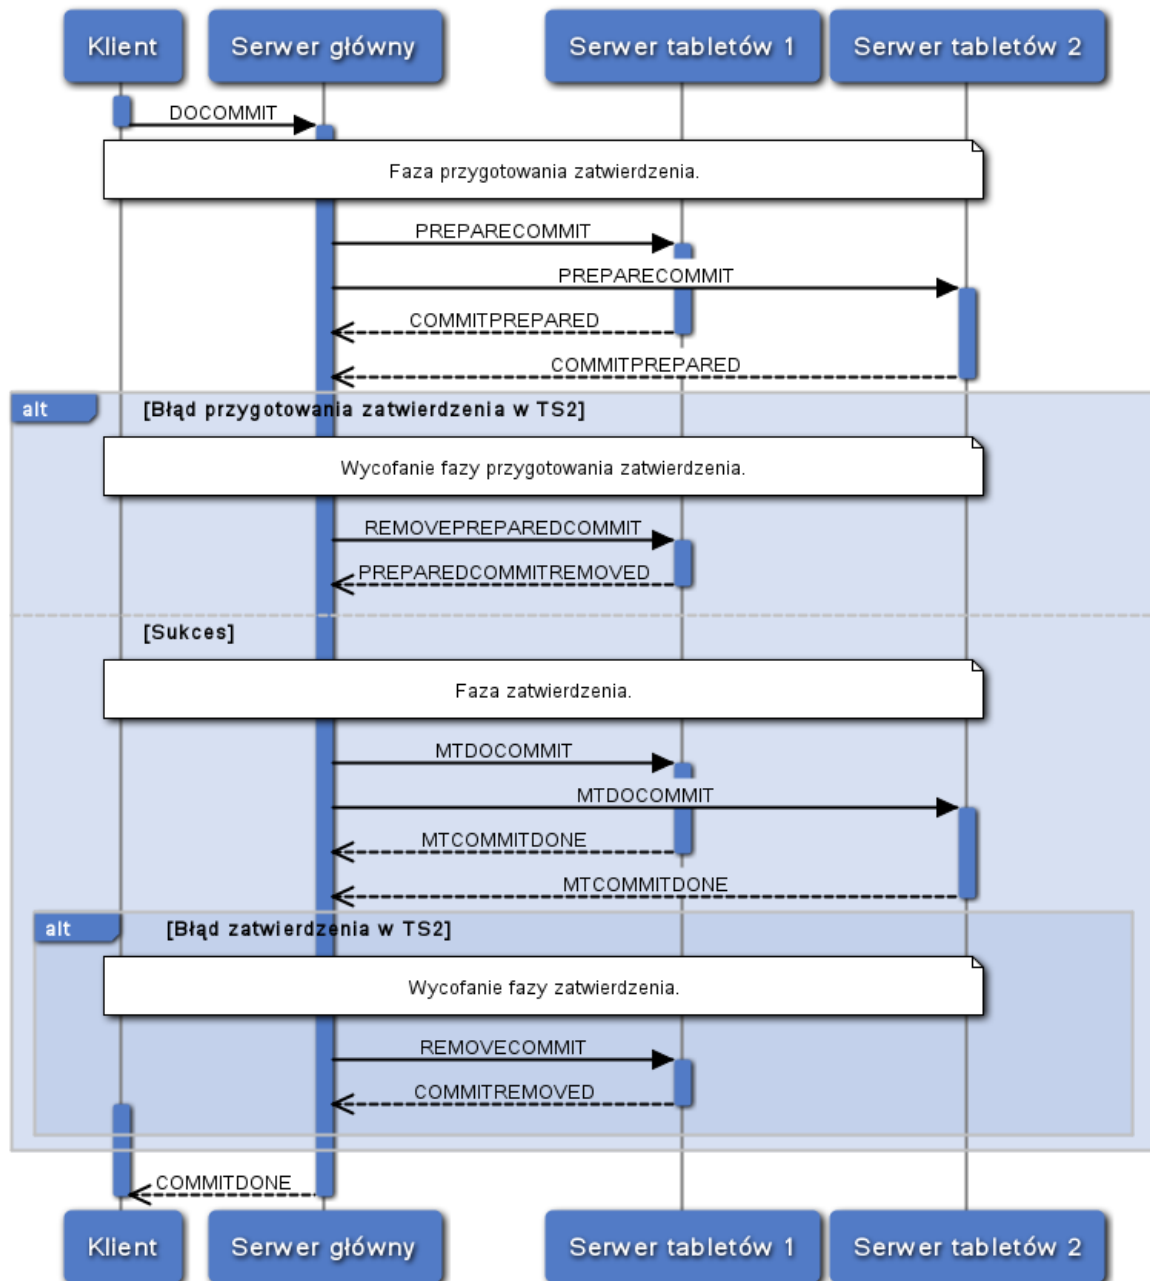 Klient
Serwer główny
Serwer tabletów 1
Serwer tabletów 2
DOCOMMIT
Faza przygotowania zatwierdzenia.
PREPARECOMMIT
PREPARECOMMIT
COMMITPREPARED
COMMITPREPARED
alt [Błąd przygotowania zatwierdzenia w TS2]
Wycofanie fazy przygotowania zatwierdzenia.
REMOVEPREPAREDCOMMIT
PREPAREDCOMMITREMOVED
[Sukces]
Faza zatwierdzenia.
MTDOCOMMIT
MTDOCOMMIT
MTCOMMITDONE
MTCOMMITDONE
alt [Błąd zatwierdzenia w TS2]
Wycofanie fazy zatwierdzenia.
REMOVECOMMIT
COMMITREMOVED
COMMITDONE
Klient
Serwer główny
Serwer tabletów 1
Serwer tabletów 2